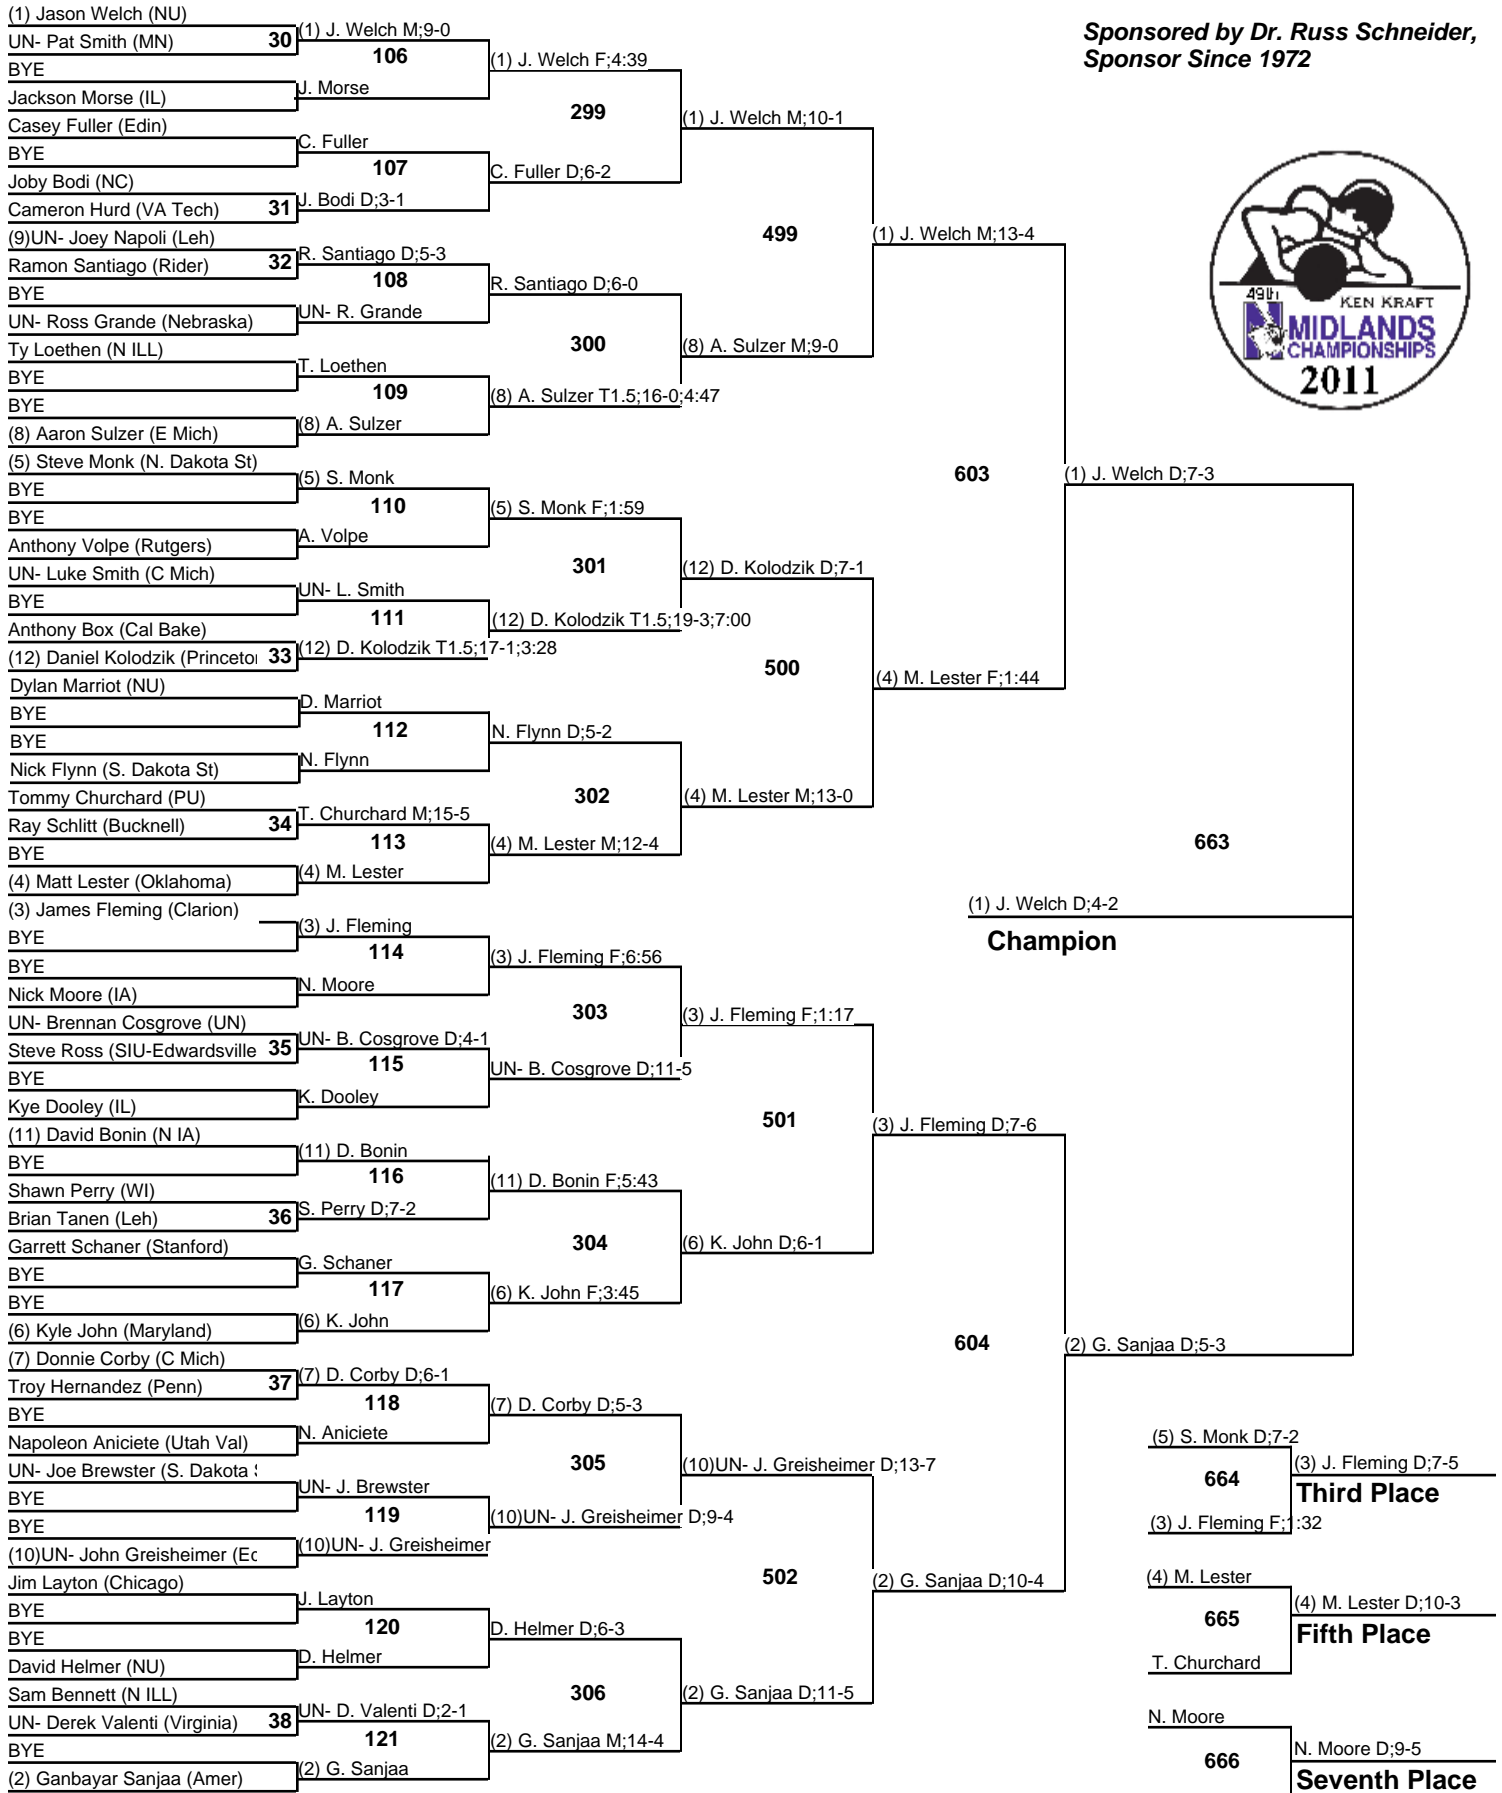 (1) Jason Welch (NU)
UN- Pat Smith (MN) 30
BYE
Jackson Morse (IL)
Casey Fuller (Edin)
BYE
Joby Bodi (NC)
Cameron Hurd (VA Tech) 31
(9)UN- Joey Napoli (Leh)
Ramon Santiago (Rider) 32
BYE
UN- Ross Grande (Nebraska)
Ty Loethen (N ILL)
BYE
BYE
(8) Aaron Sulzer (E Mich)
(5) Steve Monk (N. Dakota St)
BYE
BYE
Anthony Volpe (Rutgers)
UN- Luke Smith (C Mich)
BYE
Anthony Box (Cal Bake)
(12) Daniel Kolodzik (Princeto 33
Dylan Marriot (NU)
BYE
BYE
Nick Flynn (S. Dakota St)
Tommy Churchard (PU)
Ray Schlitt (Bucknell) 34
BYE
(4) Matt Lester (Oklahoma)
(3) James Fleming (Clarion)
BYE
BYE
Nick Moore (IA)
UN- Brennan Cosgrove (UN)
Steve Ross (SIU-Edwardsville 35
BYE
Kye Dooley (IL)
(11) David Bonin (N IA)
BYE
Shawn Perry (WI)
Brian Tanen (Leh) 36
Garrett Schaner (Stanford)
BYE
BYE
(6) Kyle John (Maryland)
(7) Donnie Corby (C Mich)
Troy Hernandez (Penn) 37
BYE
Napoleon Aniciete (Utah Val)
UN- Joe Brewster (S. Dakota
BYE
BYE
(10)UN- John Greisheimer (Ec
Jim Layton (Chicago)
BYE
BYE
David Helmer (NU)
Sam Bennett (N ILL)
UN- Derek Valenti (Virginia) 38
BYE
(2) Ganbayar Sanjaa (Amer)
(1) J. Welch M;9-0
106
J. Morse
C. Fuller
107
J. Bodi D;3-1
R. Santiago D;5-3
108
UN- R. Grande
T. Loethen
109
(8) A. Sulzer
(5) S. Monk
110
A. Volpe
UN- L. Smith
111
(12) D. Kolodzik T1.5;17-1;3:28
D. Marriot
112
N. Flynn
T. Churchard M;15-5
113
(4) M. Lester
(3) J. Fleming
114
N. Moore
UN- B. Cosgrove D;4-1
115
K. Dooley
(11) D. Bonin
116
S. Perry D;7-2
G. Schaner
117
(6) K. John
(7) D. Corby D;6-1
118
N. Aniciete
UN- J. Brewster
119
(10)UN- J. Greisheimer
J. Layton
120
D. Helmer
UN- D. Valenti D;2-1
121
(2) G. Sanjaa
(1) J. Welch F;4:39
299
C. Fuller D;6-2
R. Santiago D;6-0
300
(8) A. Sulzer T1.5;16-0;4:47
(5) S. Monk F;1:59
301
(12) D. Kolodzik T1.5;19-3;7:00
N. Flynn D;5-2
302
(4) M. Lester M;12-4
(3) J. Fleming F;6:56
303
UN- B. Cosgrove D;11-5
(11) D. Bonin F;5:43
304
(6) K. John F;3:45
(7) D. Corby D;5-3
305
(10)UN- J. Greisheimer D;9-4
D. Helmer D;6-3
306
(2) G. Sanjaa M;14-4
(1) J. Welch M;10-1
499
(8) A. Sulzer M;9-0
(12) D. Kolodzik D;7-1
500
(4) M. Lester M;13-0
(3) J. Fleming F;1:17
501
(6) K. John D;6-1
(10)UN- J. Greisheimer D;13-7
502
(2) G. Sanjaa D;11-5
(1) J. Welch M;13-4
603
(4) M. Lester F;1:44
(3) J. Fleming D;7-6
604
(2) G. Sanjaa D;10-4
(1) J. Welch D;7-3
663
(2) G. Sanjaa D;5-3
(1) J. Welch D;4-2
Champion
Sponsored by Dr. Russ Schneider,
Sponsor Since 1972
49th
KEN KRAFT
MIDLANDS
CHAMPIONSHIPS
2011
(5) S. Monk D;7-2
664
(3) J. Fleming F;1:32
(3) J. Fleming D;7-5
Third Place
(4) M. Lester
665
T. Churchard
(4) M. Lester D;10-3
Fifth Place
N. Moore
666
N. Moore D;9-5
Seventh Place